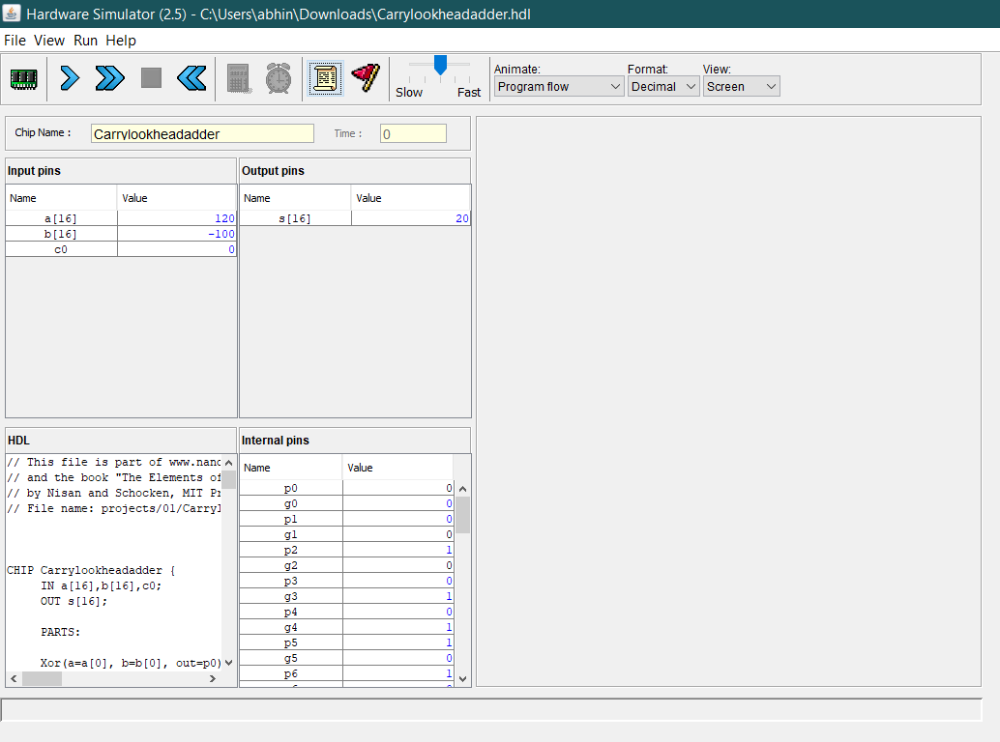 Hardware Simulator (2.5) - C:\Users\abhin\Downloads\Carrylookheadadder.hdl
File View Run Help
Slow Fast
Animate: Format: View:
Program flow Decimal Screen
Chip Name : Carrylookheadadder Time : 0
Input pins
Name Value
a[16] 120
b[16] -100
c0 0
Output pins
Name Value
s[16] 20
HDL
// This file is part of www.nand
// and the book "The Elements of
// by Nisan and Schocken, MIT Pr
// File name: projects/01/Carryl
CHIP Carrylookheadadder {
IN a[16],b[16],c0;
OUT s[16];
PARTS:
Xor(a=a[0], b=b[0], out=p0)
Internal pins
Name Value
p0 0
g0 0
p1 0
g1 0
p2 1
g2 0
p3 0
g3 1
p4 0
g4 1
p5 1
g5 0
p6 1